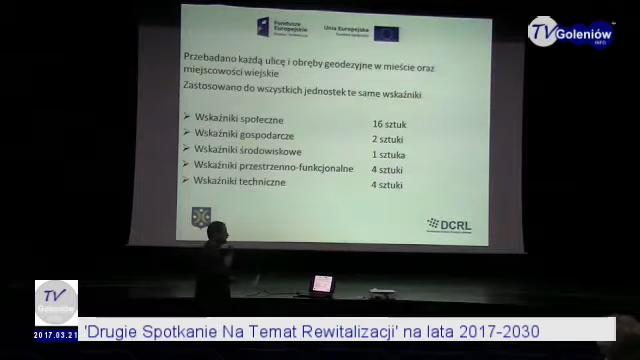 Fundusze
Europejskie
Unia Europejska
TV Goleniów
INFO
Przebadano każdą ulicę i obręby geodezyjne w mieście oraz
miejscowości wiejskie
Zastosowano do wszystkich jednostek te same wskaźniki
➤ Wskaźniki społeczne 16 sztuk
➤ Wskaźniki gospodarcze 2 sztuki
➤ Wskaźniki środowiskowe 1 sztuka
➤ Wskaźniki przestrzenno-funkcjonalne 4 sztuki
➤ Wskaźniki techniczne 4 sztuki
DCRL
TV
Goleniów
2017.03.21
'Drugie Spotkanie Na Temat Rewitalizacji' na lata 2017-2030